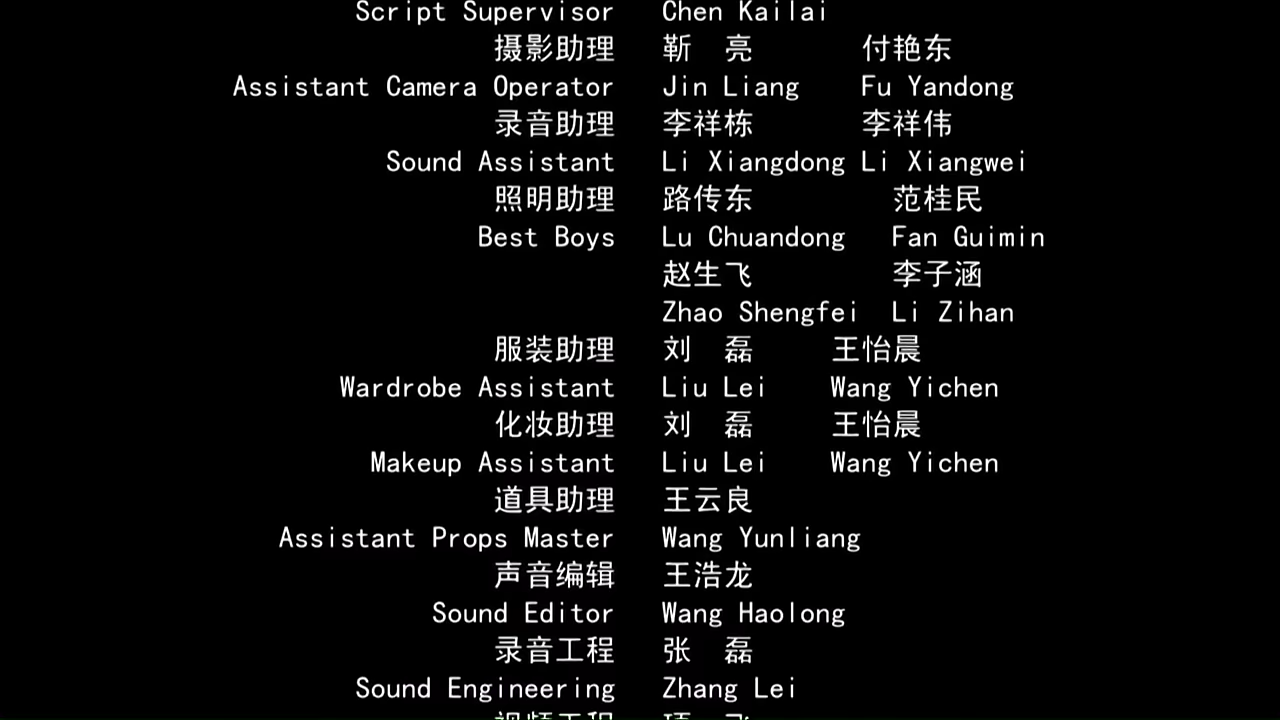 Script Supervisor Chen Kailai
摄影助理 靳 亮 付艳东
Assistant Camera Operator Jin Liang Fu Yandong
录音助理 李祥栋 李祥伟
Sound Assistant Li Xiangdong Li Xiangwei
照明助理 路传东 范桂民
Best Boys Lu Chuandong Fan Guimin
赵生飞 李子涵
Zhao Shengfei Li Zihan
服装助理 刘 磊 王怡晨
Wardrobe Assistant Liu Lei Wang Yichen
化妆助理 刘 磊 王怡晨
Makeup Assistant Liu Lei Wang Yichen
道具助理 王云良
Assistant Props Master Wang Yunliang
声音编辑 王浩龙
Sound Editor Wang Haolong
录音工程 张 磊
Sound Engineering Zhang Lei